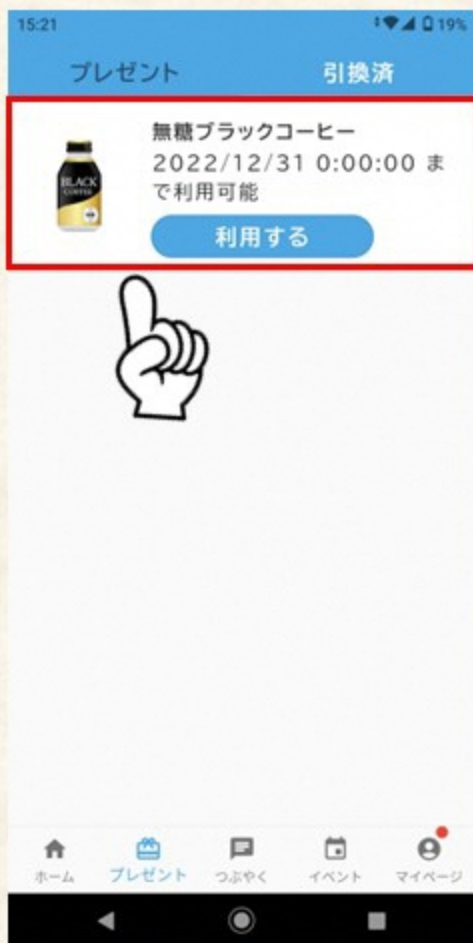 15:21
19%
プレゼント
引換済
無糖ブラックコーヒー
2022/12/31 0:00:00 ま
で利用可能
BLACK
COFFEE
利用する
ホーム
プレゼント
つぶやく
イベント
マイページ